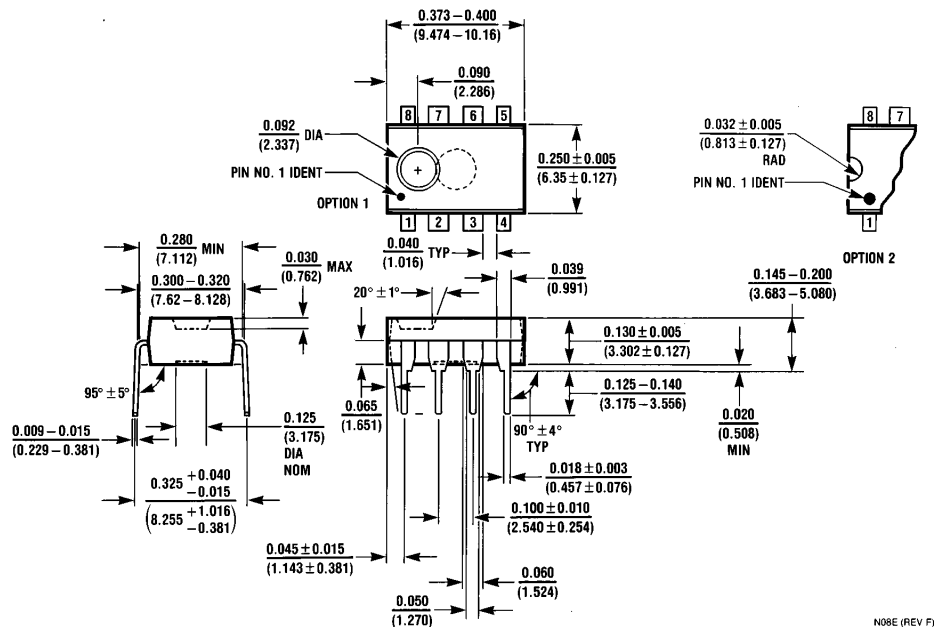 0.373 – 0.400
(9.474 – 10.16)
0.090
(2.286)
8 7 6 5
0.092
(2.337)
DIA
PIN NO. 1 IDENT
OPTION 1
1 2 3 4
0.250 ± 0.005
(6.35 ± 0.127)
0.032 ± 0.005
(0.813 ± 0.127)
RAD
PIN NO. 1 IDENT
8 7
1
OPTION 2
0.280
(7.112)
MIN
0.300 – 0.320
(7.62 – 8.128)
0.030
(0.762)
MAX
0.040
(1.016)
TYP
0.039
(0.991)
20° ± 1°
0.145 – 0.200
(3.683 – 5.080)
0.130 ± 0.005
(3.302 ± 0.127)
0.125 – 0.140
(3.175 – 3.556)
0.020
(0.508)
MIN
95° ± 5°
0.009 – 0.015
(0.229 – 0.381)
0.125
(3.175)
DIA
NOM
0.065
(1.651)
90° ± 4°
TYP
0.018 ± 0.003
(0.457 ± 0.076)
0.325 +0.040
–0.015
(8.255 +1.016
–0.381)
0.100 ± 0.010
(2.540 ± 0.254)
0.045 ± 0.015
(1.143 ± 0.381)
0.060
(1.524)
0.050
(1.270)
N08E (REV F)